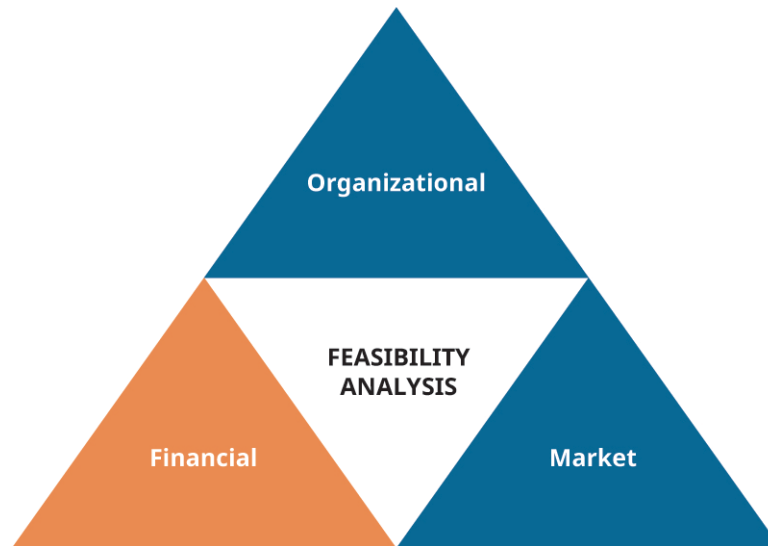 Organizational
FEASIBILITY
ANALYSIS
Financial
Market